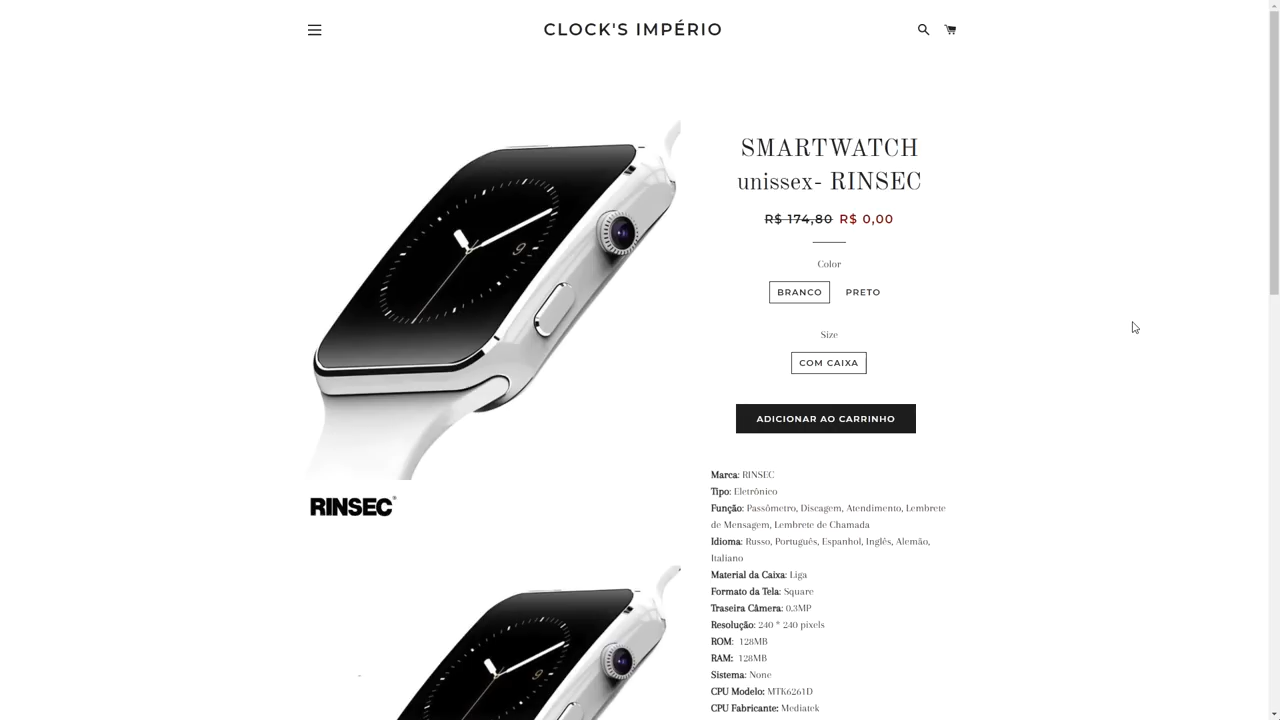 CLOCK'S IMPÉRIO
SMARTWATCH
unissex- RINSEC
R$ 174,80 R$ 0,00
Color
BRANCO PRETO
Size
COM CAIXA
ADICIONAR AO CARRINHO
Marca: RINSEC
Tipo: Eletrônico
Função: Passômetro, Discagem, Atendimento, Lembrete
de Mensagem, Lembrete de Chamada
Idioma: Russo, Português, Espanhol, Inglês, Alemão,
Italiano
Material da Caixa: Liga
Formato da Tela: Square
Traseira Câmera: 0.3MP
Resolução: 240 * 240 pixels
ROM: 128MB
RAM: 128MB
Sistema: None
CPU Modelo: MTK6261D
CPU Fabricante: Mediatek
9
RINSEC®
9